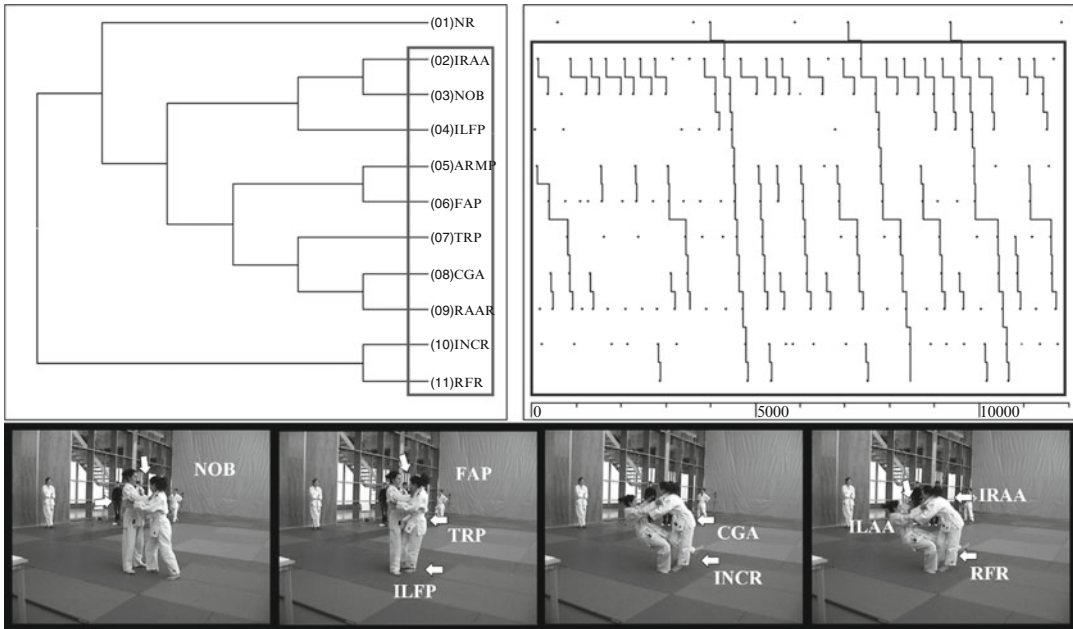 (01)NR
(02)IRAA
(03)NOB
(04)ILFP
(05)ARMP
(06)FAP
(07)TRP
(08)CGA
(09)RAAR
(10)INCR
(11)RFR
0 5000 10000
NOB
FAP
TRP
ILFP
CGA
INCR
IRAA
ILAA
RFR